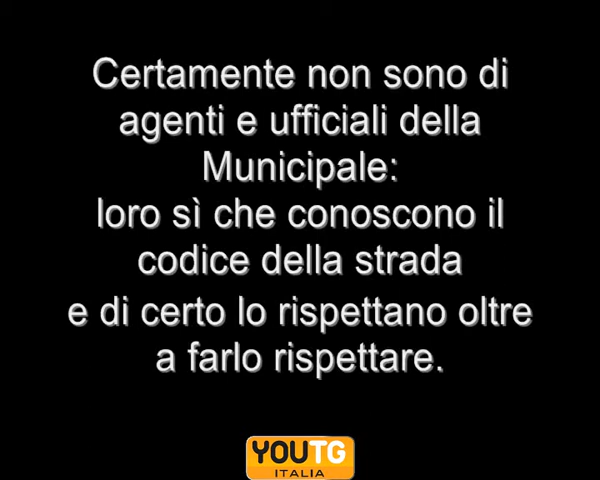 Certamente non sono di
agenti e ufficiali della
Municipale:
loro sì che conoscono il
codice della strada
e di certo lo rispettano oltre
a farlo rispettare.
YOUTG
ITALIA